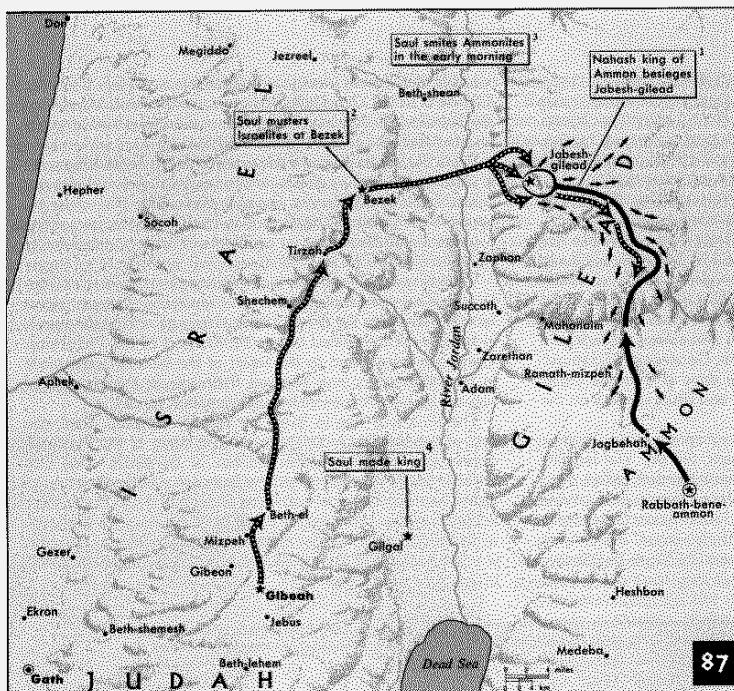 Dor
Megiddo
Jezreel
Saul smites Ammonites 3
in the early morning
Nahash king of 1
Ammon besieges
Jabesh-gilead
Beth-shean
Saul musters 2
Israelites at Bezek
Jabesh-
gilead
Hepher
Bezek
Socoh
Tirzah
Zaphon
Shechem
Succoth
Mahanaim
River Jordan
Zarethan
Ramath-mizpeh
Aphek
Adam
ISRAEL
GILEAD
AMMON
Jogbehah
Saul made king 4
Rabbath-bene-
ammon
Beth-el
Mizpeh
Gilgal
Gezer
Gibeon
Gibeah
Heshbon
Ekron
Jebus
Beth-shemesh
Medeba
Beth-lehem
Dead Sea
miles
km
Gath
JUDAH
87